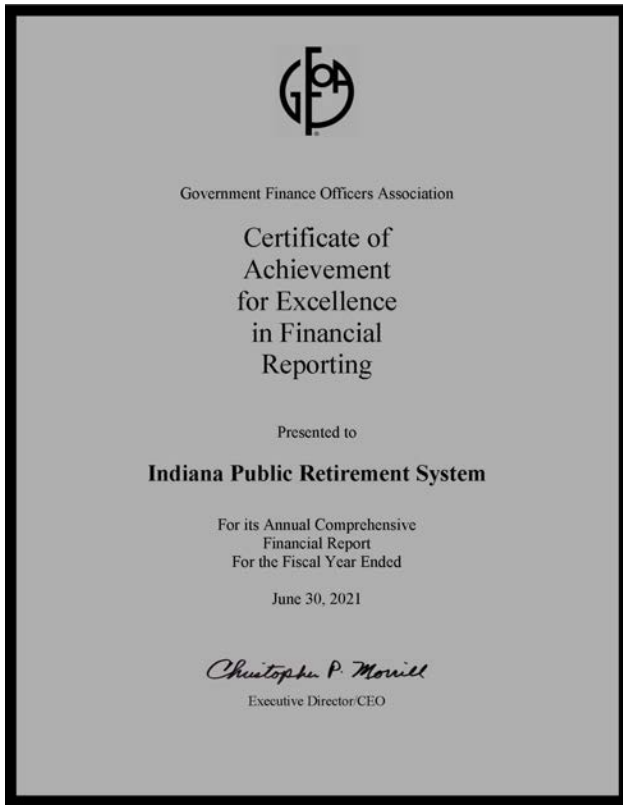 GFOA
Government Finance Officers Association
Certificate of
Achievement
for Excellence
in Financial
Reporting
Presented to
Indiana Public Retirement System
For its Annual Comprehensive
Financial Report
For the Fiscal Year Ended
June 30, 2021
Christopher P. Morrill
Executive Director/CEO